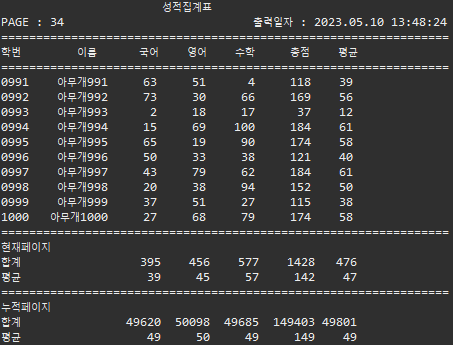 성적집계표
PAGE : 34 출력일자 : 2023.05.10 13:48:24
================================================================
학번 이름 국어 영어 수학 총점 평균
================================================================
0991 아무개991 63 51 4 118 39
0992 아무개992 73 30 66 169 56
0993 아무개993 2 18 17 37 12
0994 아무개994 15 69 100 184 61
0995 아무개995 65 19 90 174 58
0996 아무개996 50 33 38 121 40
0997 아무개997 43 79 62 184 61
0998 아무개998 20 38 94 152 50
0999 아무개999 37 51 27 115 38
1000 아무개1000 27 68 79 174 58
================================================================
현재페이지
합계 395 456 577 1428 476
평균 39 45 57 142 47
================================================================
누적페이지
합계 49620 50098 49685 149403 49801
평균 49 50 49 149 49